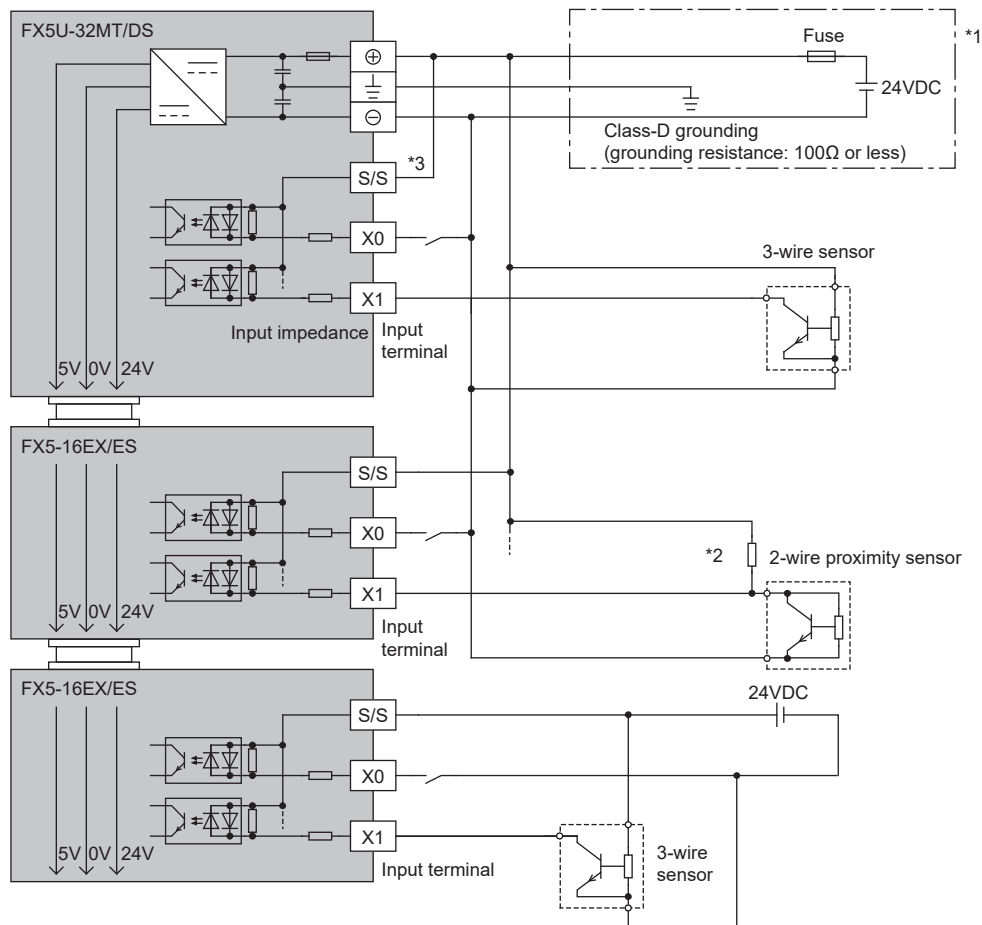 FX5U-32MT/DS
Fuse
*1
24VDC
Class-D grounding
(grounding resistance: 100Ω or less)
S/S
*3
X0
3-wire sensor
X1
Input impedance
Input
terminal
5V 0V 24V
FX5-16EX/ES
S/S
X0
*2
2-wire proximity sensor
X1
5V 0V 24V
Input
terminal
FX5-16EX/ES
S/S
24VDC
X0
X1
5V 0V 24V
Input terminal
3-wire
sensor